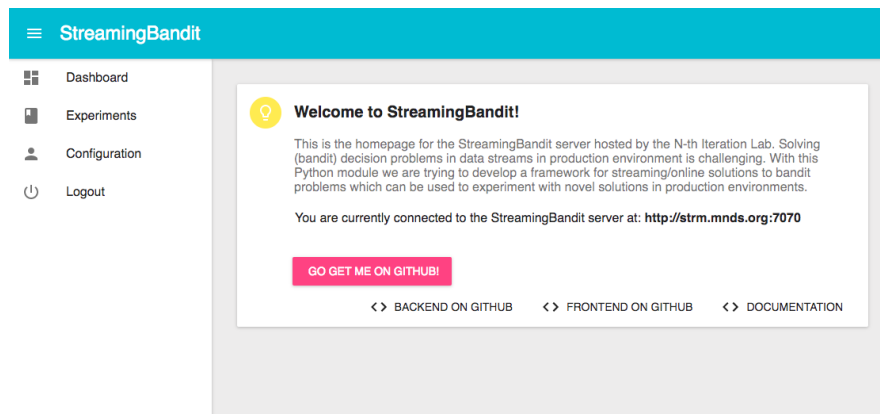 StreamingBandit
Dashboard
Experiments
Configuration
Logout
Welcome to StreamingBandit!
This is the homepage for the StreamingBandit server hosted by the N-th Iteration Lab. Solving
(bandit) decision problems in data streams in production environment is challenging. With this
Python module we are trying to develop a framework for streaming/online solutions to bandit
problems which can be used to experiment with novel solutions in production environments.
You are currently connected to the StreamingBandit server at: http://strm.mnds.org:7070
GO GET ME ON GITHUB!
<> BACKEND ON GITHUB <> FRONTEND ON GITHUB <> DOCUMENTATION